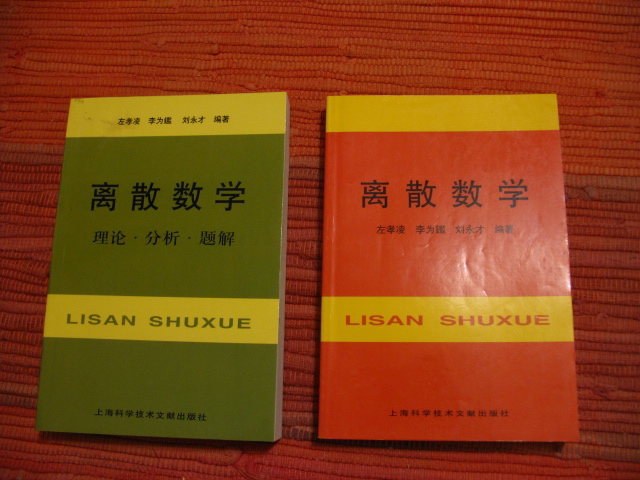 左孝凌 李为鑑 刘永才 编著
离散数学
理论·分析·题解
LISAN SHUXUE
上海科学技术文献出版社
离散数学
左孝凌 李为鑑 刘永才 编著
LISAN SHUXUE
上海科学技术文献出版社